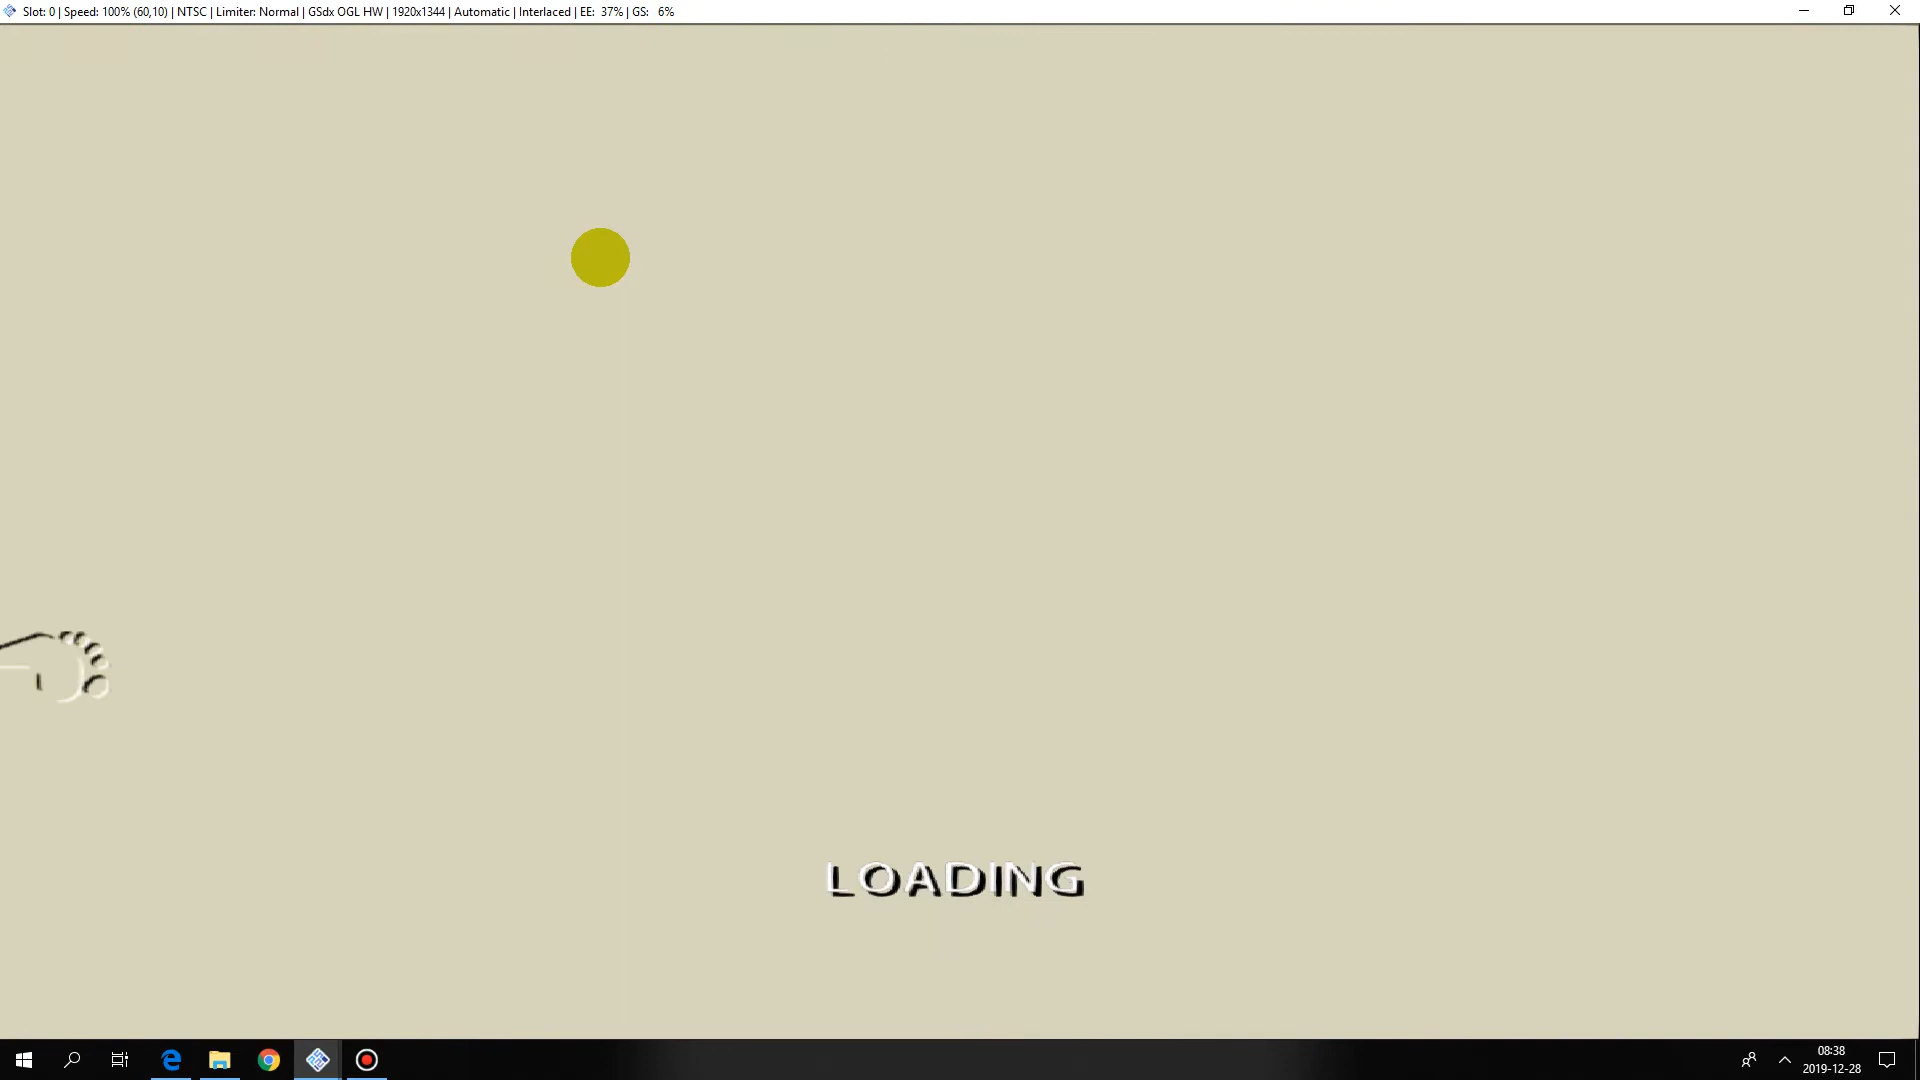 Slot: 0 | Speed: 100% (60,10) | NTSC | Limiter: Normal | GSdx OGL HW | 1920x1344 | Automatic | Interlaced | EE: 37% | GS: 6%
LOADING
08:38
2019-12-28